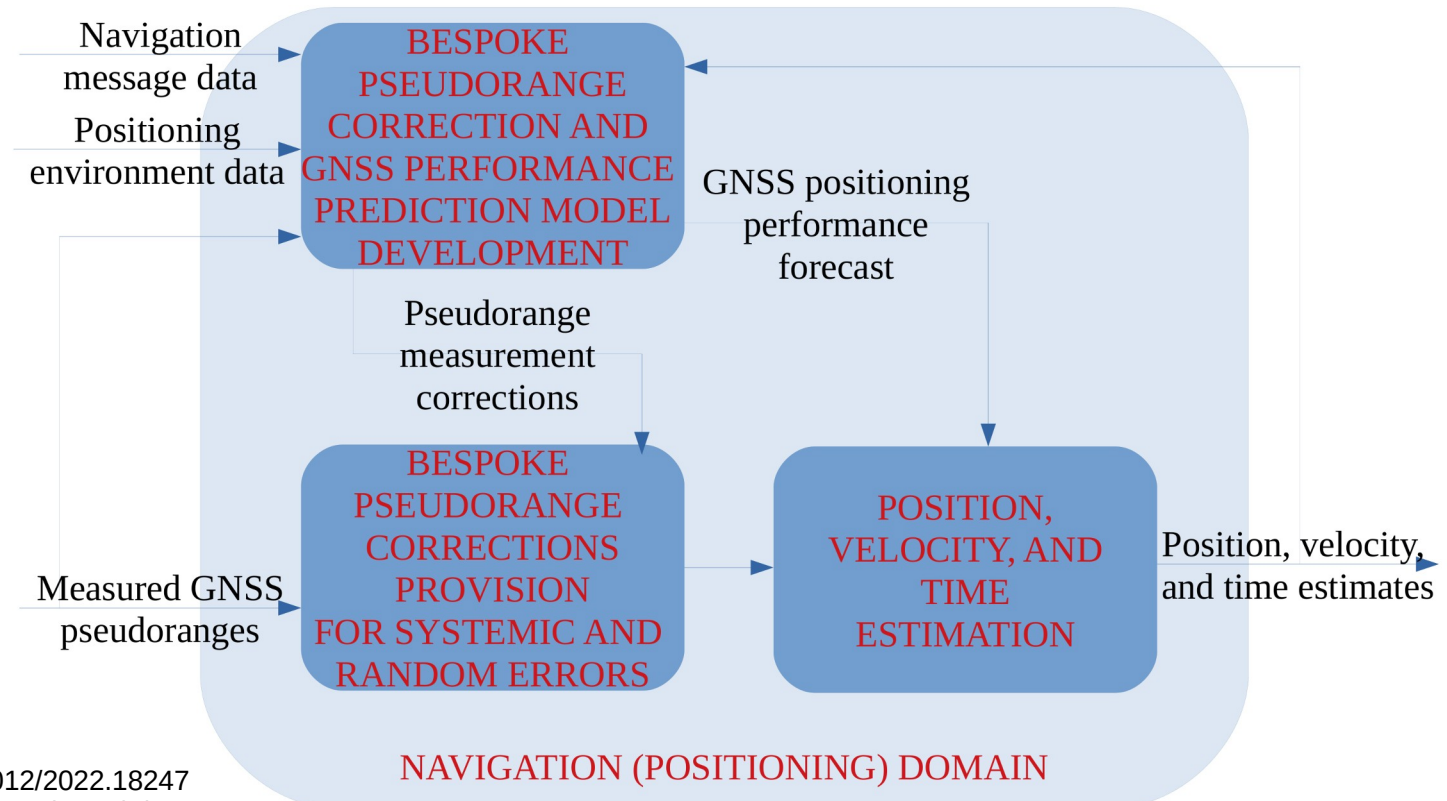 Navigation
message data
Positioning
environment data
BESPOKE
PSEUDORANGE
CORRECTION AND
GNSS PERFORMANCE
PREDICTION MODEL
DEVELOPMENT
GNSS positioning
performance
forecast
Pseudorange
measurement
corrections
Measured GNSS
pseudoranges
BESPOKE
PSEUDORANGE
CORRECTIONS
PROVISION
FOR SYSTEMIC AND
RANDOM ERRORS
POSITION,
VELOCITY, AND
TIME
ESTIMATION
Position, velocity,
and time estimates
NAVIGATION (POSITIONING) DOMAIN
012/2022.18247